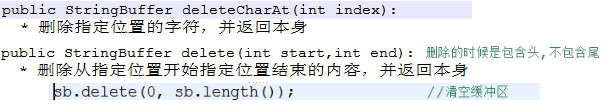 public StringBuffer deleteCharAt(int index):
* 删除指定位置的字符，并返回本身
public StringBuffer delete(int start,int end): 删除的时候是包含头,不包含尾
* 删除从指定位置开始指定位置结束的内容，并返回本身
sb.delete(0, sb.length()); //清空缓冲区